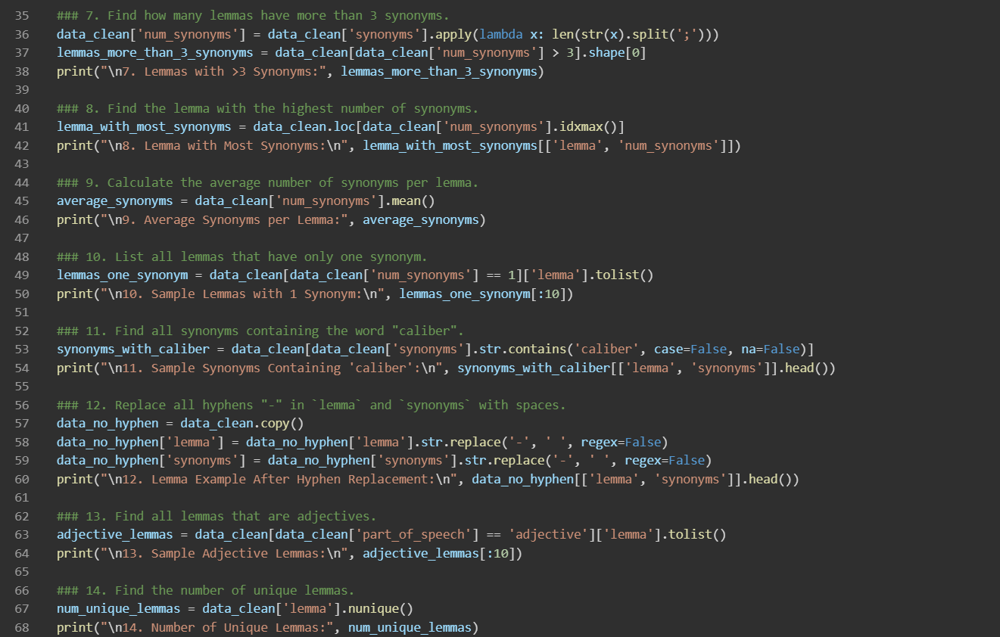 35 ### 7. Find how many lemmas have more than 3 synonyms.
36 data_clean['num_synonyms'] = data_clean['synonyms'].apply(lambda x: len(str(x).split(';')))
37 lemmas_more_than_3_synonyms = data_clean[data_clean['num_synonyms'] > 3].shape[0]
38 print("\n7. Lemmas with >3 Synonyms:", lemmas_more_than_3_synonyms)
39
40 ### 8. Find the lemma with the highest number of synonyms.
41 lemma_with_most_synonyms = data_clean.loc[data_clean['num_synonyms'].idxmax()]
42 print("\n8. Lemma with Most Synonyms:\n", lemma_with_most_synonyms[['lemma', 'num_synonyms']])
43
44 ### 9. Calculate the average number of synonyms per lemma.
45 average_synonyms = data_clean['num_synonyms'].mean()
46 print("\n9. Average Synonyms per Lemma:", average_synonyms)
47
48 ### 10. List all lemmas that have only one synonym.
49 lemmas_one_synonym = data_clean[data_clean['num_synonyms'] == 1]['lemma'].tolist()
50 print("\n10. Sample Lemmas with 1 Synonym:\n", lemmas_one_synonym[:10])
51
52 ### 11. Find all synonyms containing the word "caliber".
53 synonyms_with_caliber = data_clean[data_clean['synonyms'].str.contains('caliber', case=False, na=False)]
54 print("\n11. Sample Synonyms Containing 'caliber':\n", synonyms_with_caliber[['lemma', 'synonyms']].head())
55
56 ### 12. Replace all hyphens "-" in `lemma` and `synonyms` with spaces.
57 data_no_hyphen = data_clean.copy()
58 data_no_hyphen['lemma'] = data_no_hyphen['lemma'].str.replace('-', ' ', regex=False)
59 data_no_hyphen['synonyms'] = data_no_hyphen['synonyms'].str.replace('-', ' ', regex=False)
60 print("\n12. Lemma Example After Hyphen Replacement:\n", data_no_hyphen[['lemma', 'synonyms']].head())
61
62 ### 13. Find all lemmas that are adjectives.
63 adjective_lemmas = data_clean[data_clean['part_of_speech'] == 'adjective']['lemma'].tolist()
64 print("\n13. Sample Adjective Lemmas:\n", adjective_lemmas[:10])
65
66 ### 14. Find the number of unique lemmas.
67 num_unique_lemmas = data_clean['lemma'].nunique()
68 print("\n14. Number of Unique Lemmas:", num_unique_lemmas)